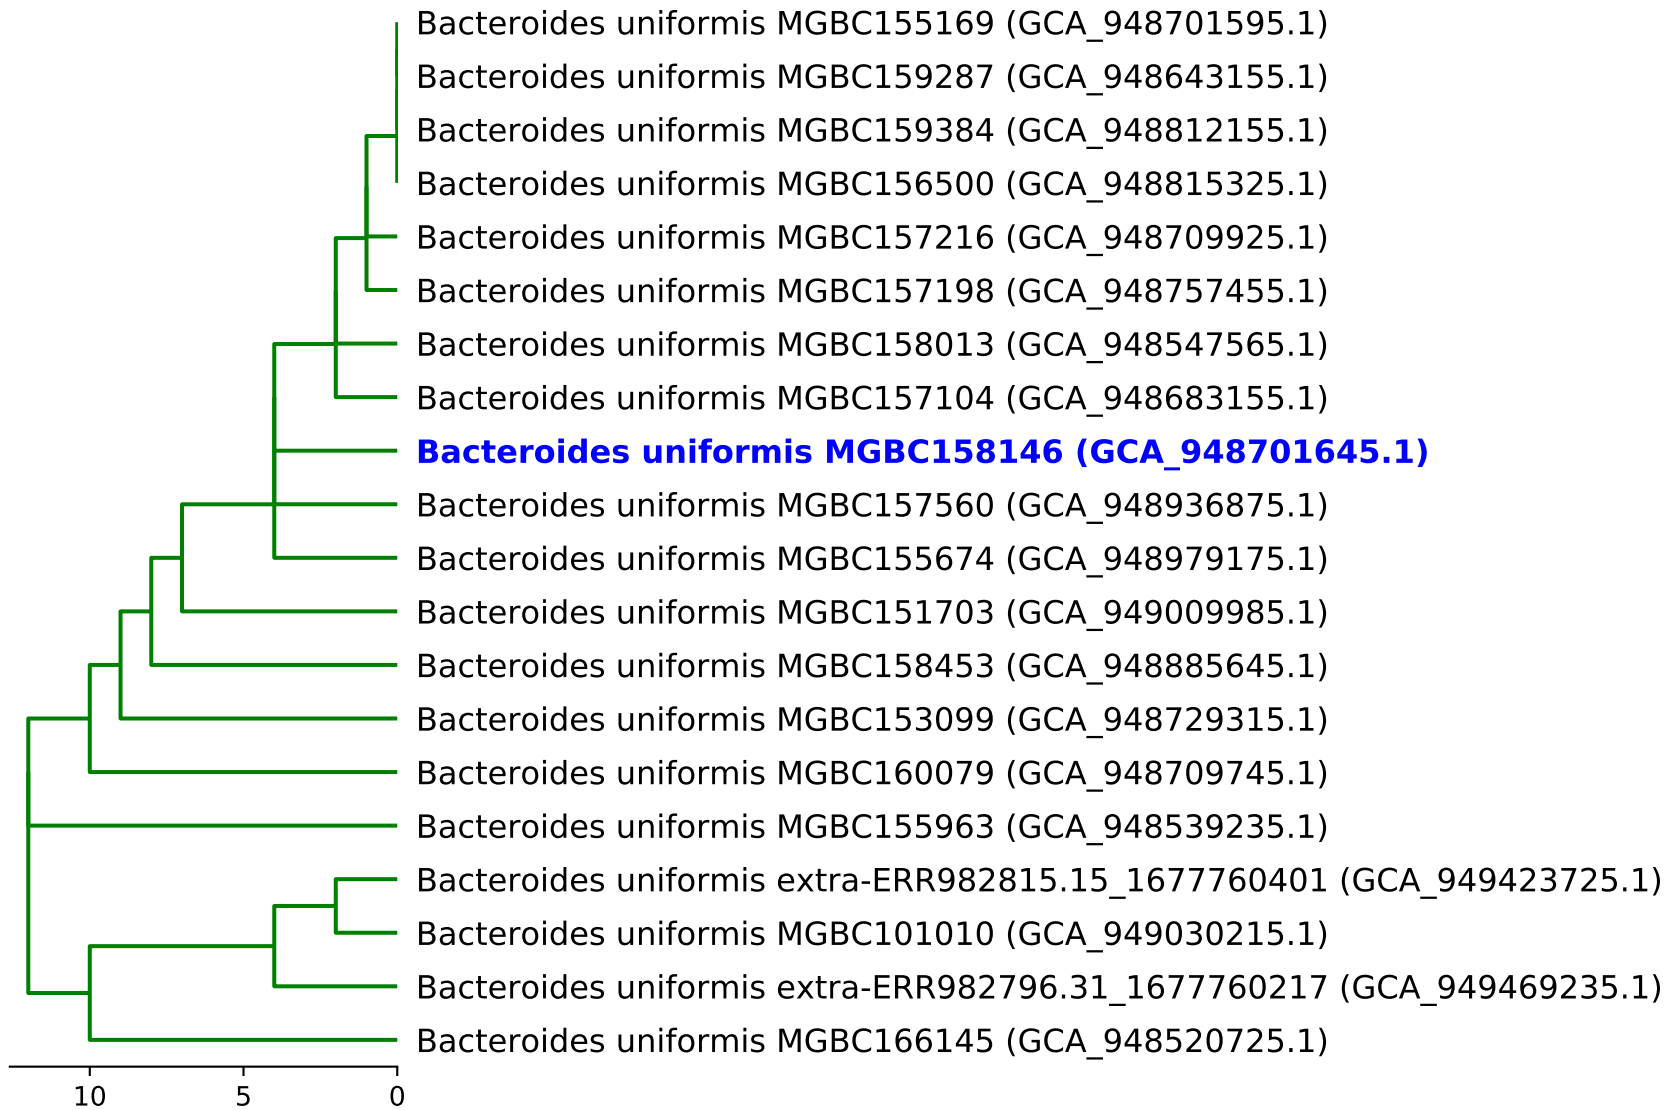 Bacteroides uniformis MGBC155169 (GCA_948701595.1)
Bacteroides uniformis MGBC159287 (GCA_948643155.1)
Bacteroides uniformis MGBC159384 (GCA_948812155.1)
Bacteroides uniformis MGBC156500 (GCA_948815325.1)
Bacteroides uniformis MGBC157216 (GCA_948709925.1)
Bacteroides uniformis MGBC157198 (GCA_948757455.1)
Bacteroides uniformis MGBC158013 (GCA_948547565.1)
Bacteroides uniformis MGBC157104 (GCA_948683155.1)
Bacteroides uniformis MGBC158146 (GCA_948701645.1)
Bacteroides uniformis MGBC157560 (GCA_948936875.1)
Bacteroides uniformis MGBC155674 (GCA_948979175.1)
Bacteroides uniformis MGBC151703 (GCA_949009985.1)
Bacteroides uniformis MGBC158453 (GCA_948885645.1)
Bacteroides uniformis MGBC153099 (GCA_948729315.1)
Bacteroides uniformis MGBC160079 (GCA_948709745.1)
Bacteroides uniformis MGBC155963 (GCA_948539235.1)
Bacteroides uniformis extra-ERR982815.15_1677760401 (GCA_949423725.1)
Bacteroides uniformis MGBC101010 (GCA_949030215.1)
Bacteroides uniformis extra-ERR982796.31_1677760217 (GCA_949469235.1)
Bacteroides uniformis MGBC166145 (GCA_948520725.1)
10 5 0